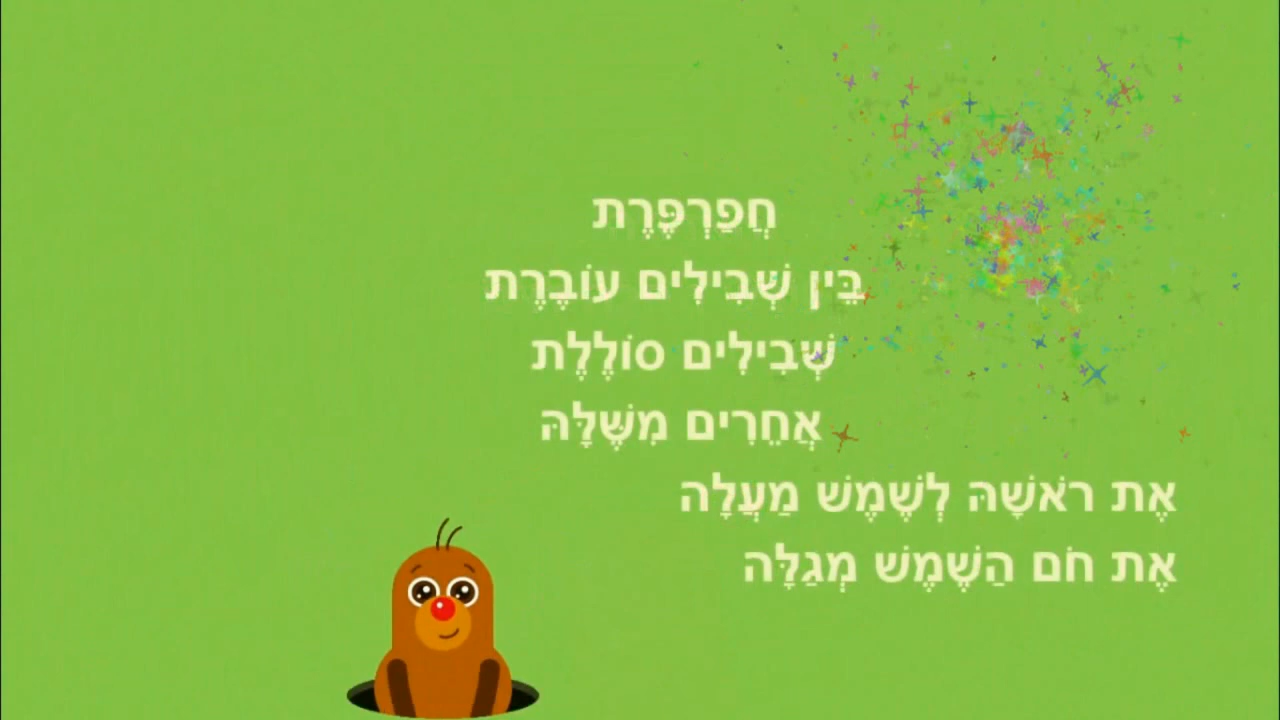 חֲפַרְפֶּרֶת
בֵּין שְׁבִילִים עוֹבֶרֶת
שְׁבִילִים סוֹלֶלֶת
אֲחֵרִים מִשֶּׁלָּהּ
אֶת רֹאשָׁהּ לְשֶׁמֶשׁ מַעֲלָה
אֶת חֹם הַשֶּׁמֶשׁ מְגַלָּה